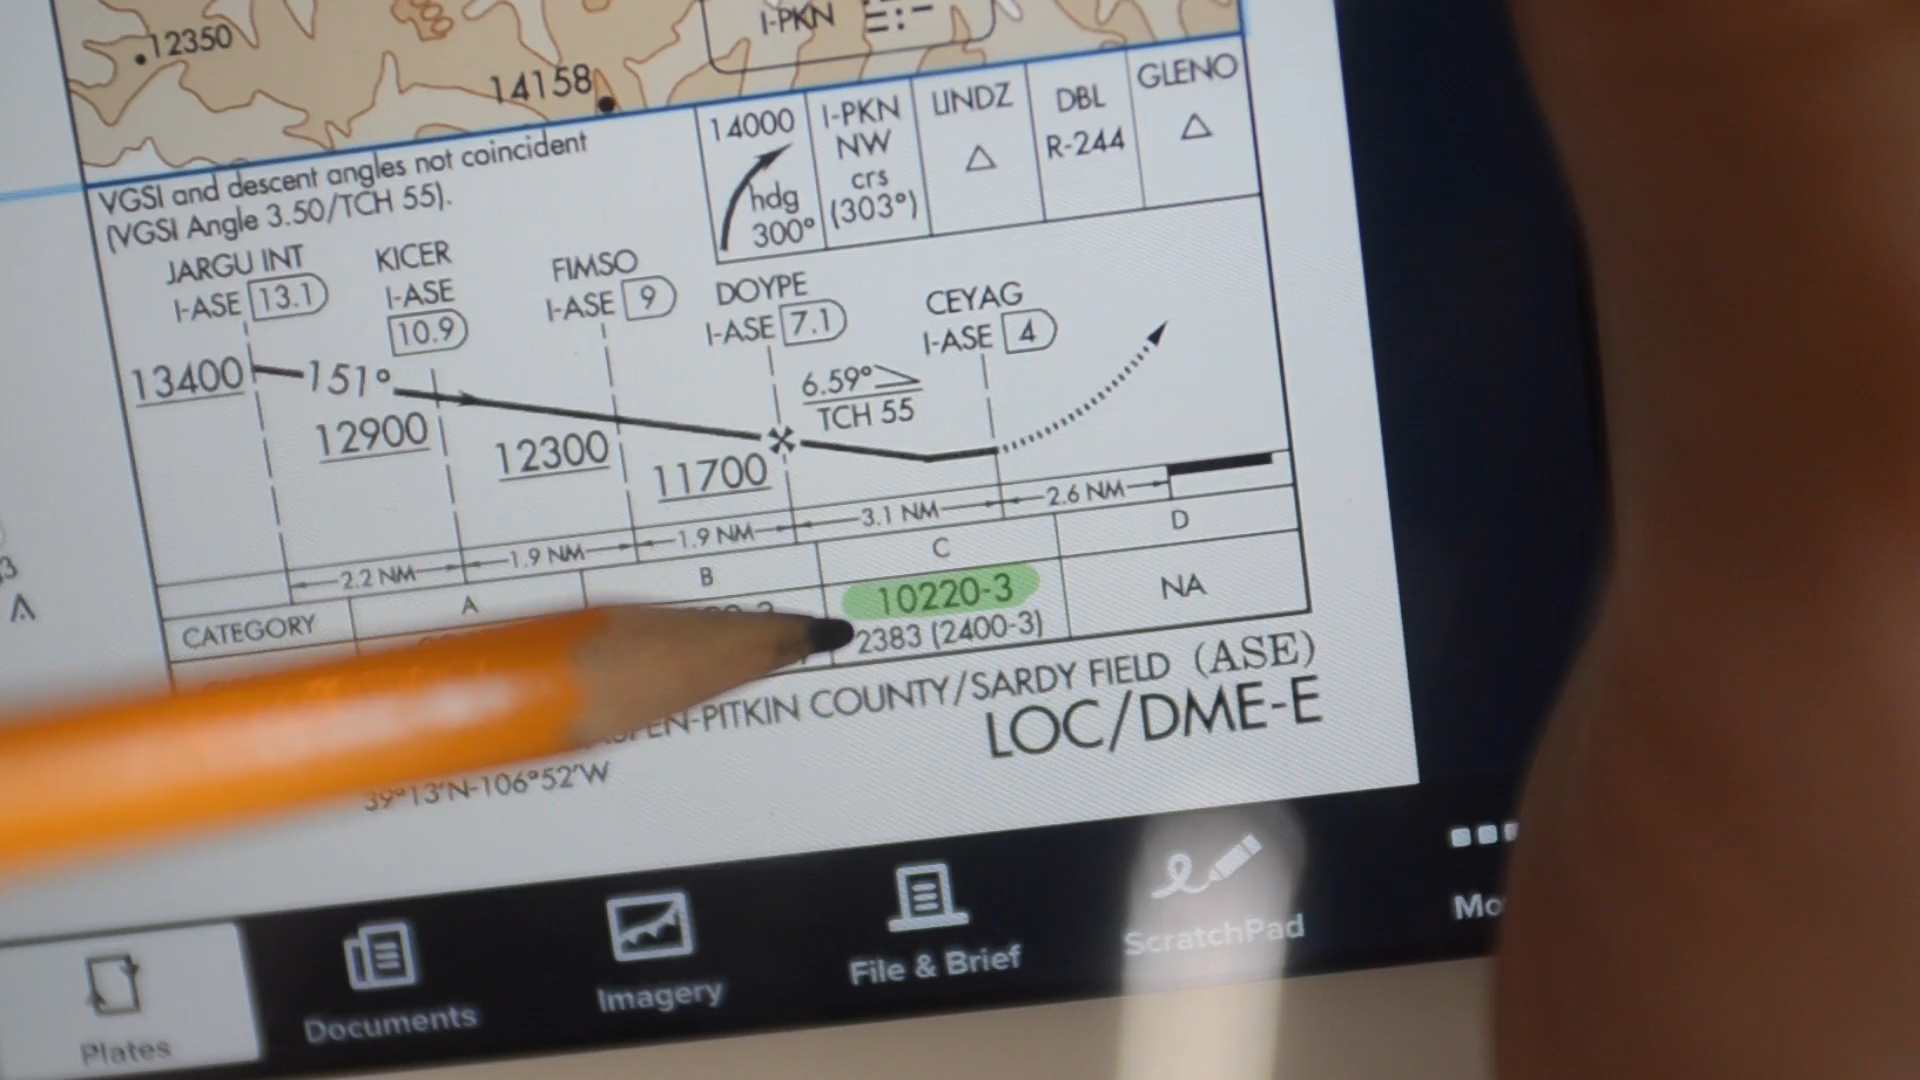 12350
14158
I-PKN
VGSI and descent angles not coincident
(VGSI Angle 3.50/TCH 55).
14000
hdg
300°
I-PKN
NW
crs
(303°)
LINDZ
DBL
R-244
GLENO
JARGU INT
I-ASE 13.1
KICER
I-ASE
10.9
FIMSO
I-ASE 9
DOYPE
I-ASE 7.1
CEYAG
I-ASE 4
13400
151°
12900
12300
11700
6.59°
TCH 55
2.2 NM
1.9 NM
1.9 NM
3.1 NM
2.6 NM
CATEGORY
A
B
C
D
10220-3
2383 (2400-3)
NA
-PITKIN COUNTY/SARDY FIELD (ASE)
LOC/DME-E
39°13'N-106°52'W
Plates
Documents
Imagery
File & Brief
ScratchPad
Mo